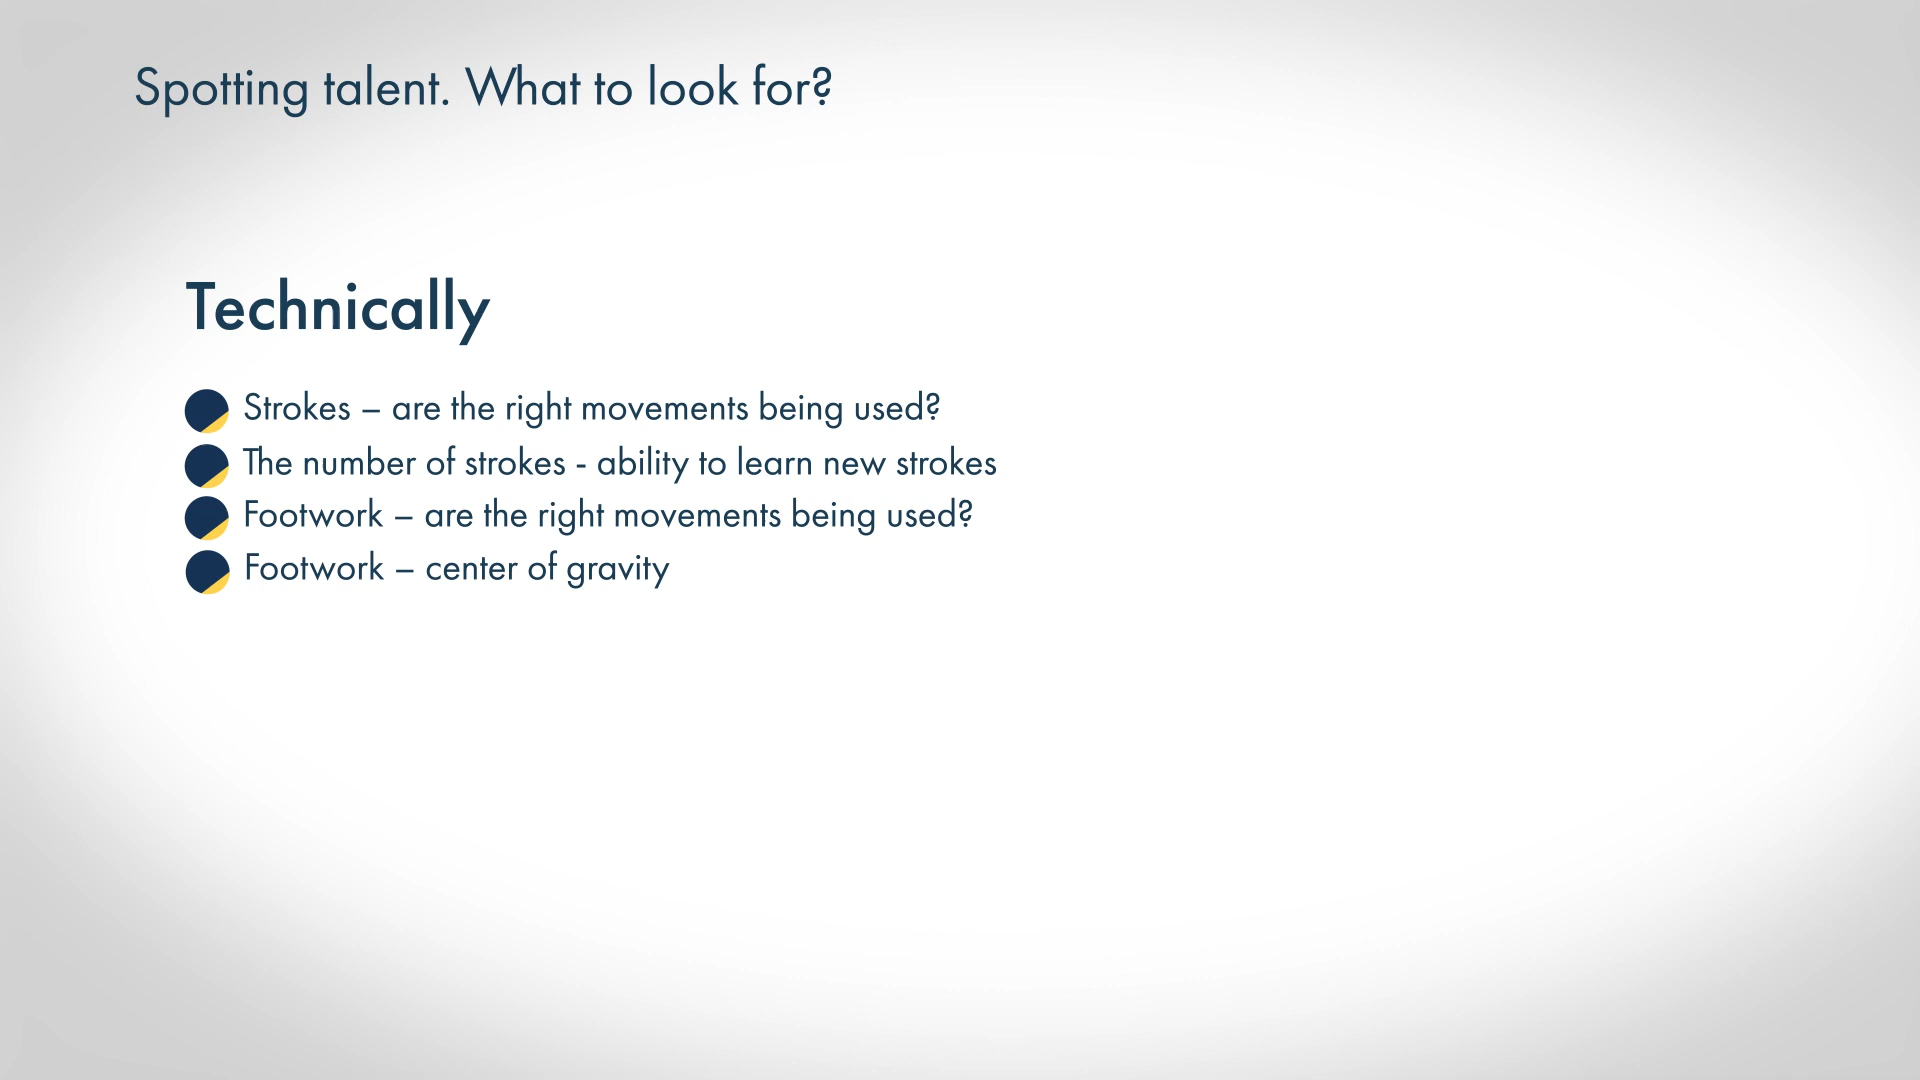 Spotting talent. What to look for?
Technically
Strokes – are the right movements being used?
The number of strokes - ability to learn new strokes
Footwork – are the right movements being used?
Footwork – center of gravity